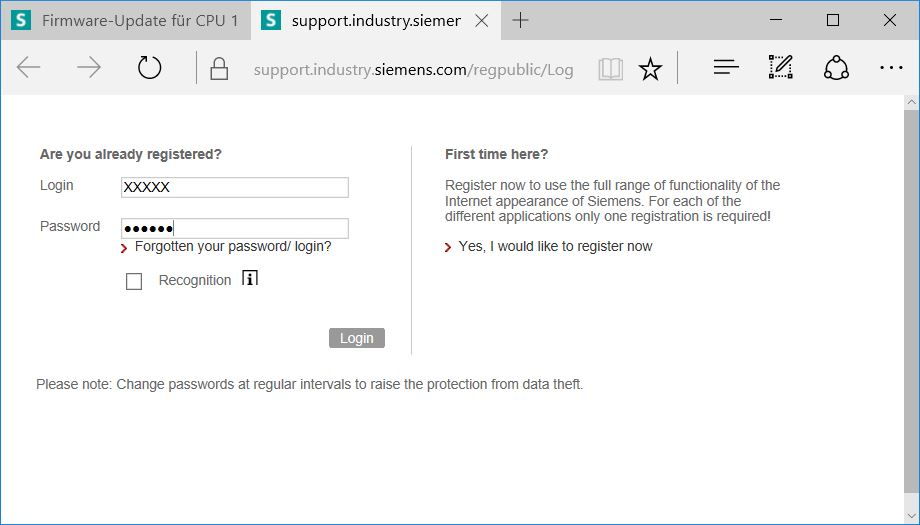 S Firmware-Update für CPU 1
S support.industry.siemer
support.industry.siemens.com/regpublic/Log
Are you already registered?
Login XXXXX
Password ●●●●●●
Forgotten your password/ login?
Recognition i
Login
First time here?
Register now to use the full range of functionality of the
Internet appearance of Siemens. For each of the
different applications only one registration is required!
Yes, I would like to register now
Please note: Change passwords at regular intervals to raise the protection from data theft.